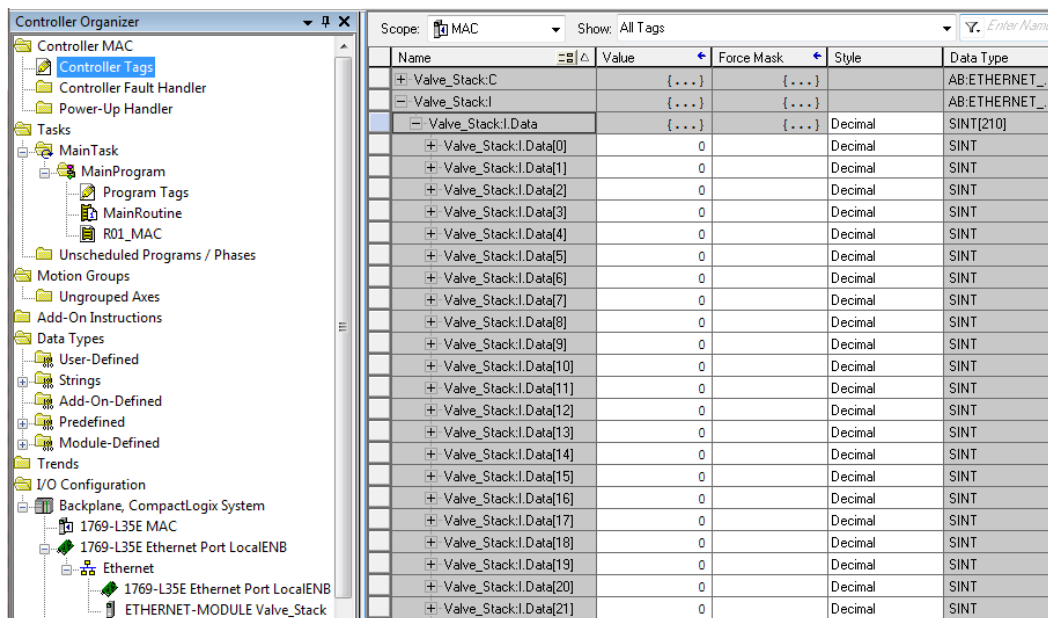 Controller Organizer
Controller MAC
Controller Tags
Controller Fault Handler
Power-Up Handler
Tasks
MainTask
MainProgram
Program Tags
MainRoutine
R01_MAC
Unscheduled Programs / Phases
Motion Groups
Ungrouped Axes
Add-On Instructions
Data Types
User-Defined
Strings
Add-On-Defined
Predefined
Module-Defined
Trends
I/O Configuration
Backplane, CompactLogix System
1769-L35E MAC
1769-L35E Ethernet Port LocalENB
Ethernet
1769-L35E Ethernet Port LocalENB
ETHERNET-MODULE Valve_Stack
Scope: MAC Show: All Tags Enter Name
Name Value Force Mask Style Data Type
Valve_Stack:C {...} {...} AB:ETHERNET_...
Valve_Stack:I {...} {...} AB:ETHERNET_...
Valve_Stack:I.Data {...} {...} Decimal SINT[210]
Valve_Stack:I.Data[0] 0 Decimal SINT
Valve_Stack:I.Data[1] 0 Decimal SINT
Valve_Stack:I.Data[2] 0 Decimal SINT
Valve_Stack:I.Data[3] 0 Decimal SINT
Valve_Stack:I.Data[4] 0 Decimal SINT
Valve_Stack:I.Data[5] 0 Decimal SINT
Valve_Stack:I.Data[6] 0 Decimal SINT
Valve_Stack:I.Data[7] 0 Decimal SINT
Valve_Stack:I.Data[8] 0 Decimal SINT
Valve_Stack:I.Data[9] 0 Decimal SINT
Valve_Stack:I.Data[10] 0 Decimal SINT
Valve_Stack:I.Data[11] 0 Decimal SINT
Valve_Stack:I.Data[12] 0 Decimal SINT
Valve_Stack:I.Data[13] 0 Decimal SINT
Valve_Stack:I.Data[14] 0 Decimal SINT
Valve_Stack:I.Data[15] 0 Decimal SINT
Valve_Stack:I.Data[16] 0 Decimal SINT
Valve_Stack:I.Data[17] 0 Decimal SINT
Valve_Stack:I.Data[18] 0 Decimal SINT
Valve_Stack:I.Data[19] 0 Decimal SINT
Valve_Stack:I.Data[20] 0 Decimal SINT
Valve_Stack:I.Data[21] 0 Decimal SINT